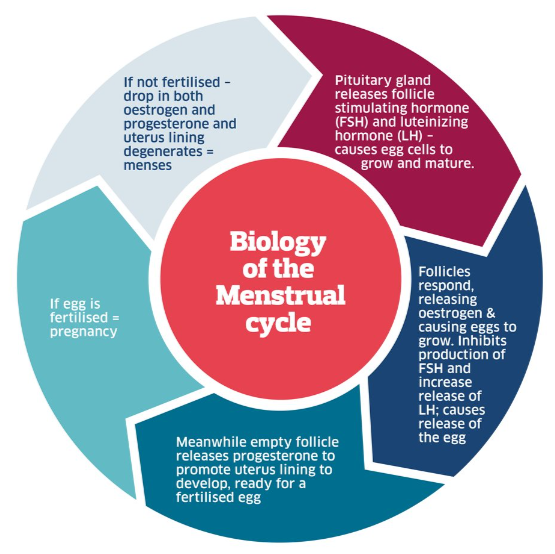 Biology
of the
Menstrual
cycle
Pituitary gland
releases follicle
stimulating hormone
(FSH) and luteinizing
hormone (LH) –
causes egg cells to
grow and mature.
Follicles
respond,
releasing
oestrogen &
causing eggs to
grow. Inhibits
production of
FSH and
increase
release of
LH; causes
release of
the egg
Meanwhile empty follicle
releases progesterone to
promote uterus lining to
develop, ready for a
fertilised egg
If egg is
fertilised =
pregnancy
If not fertilised –
drop in both
oestrogen and
progesterone and
uterus lining
degenerates =
menses